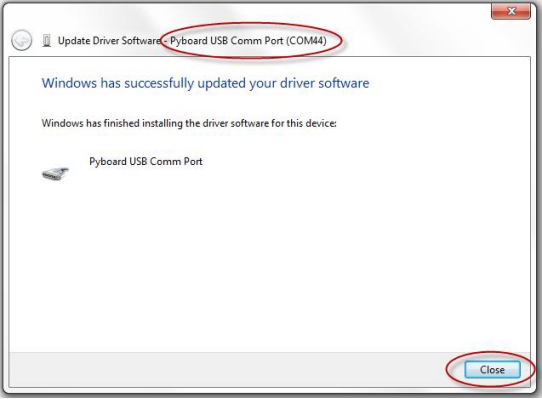 Update Driver Software - Pyboard USB Comm Port (COM44)
Windows has successfully updated your driver software
Windows has finished installing the driver software for this device:
Pyboard USB Comm Port
Close